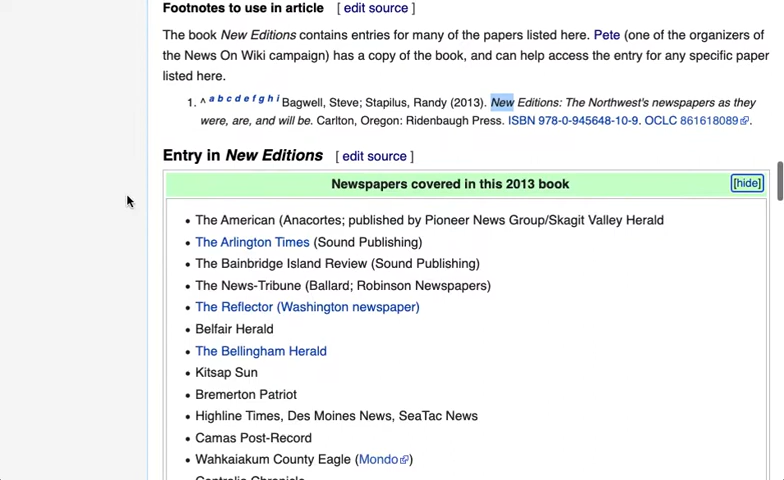 Footnotes to use in article [ edit source ]
The book New Editions contains entries for many of the papers listed here. Pete (one of the organizers of
the News On Wiki campaign) has a copy of the book, and can help access the entry for any specific paper
listed here.
1. ^ a b c d e f g h i Bagwell, Steve; Stapilus, Randy (2013). New Editions: The Northwest's newspapers as they
were, are, and will be. Carlton, Oregon: Ridenbaugh Press. ISBN 978-0-945648-10-9. OCLC 861618089.
Entry in New Editions [ edit source ]
Newspapers covered in this 2013 book [hide]
• The American (Anacortes; published by Pioneer News Group/Skagit Valley Herald
• The Arlington Times (Sound Publishing)
• The Bainbridge Island Review (Sound Publishing)
• The News-Tribune (Ballard; Robinson Newspapers)
• The Reflector (Washington newspaper)
• Belfair Herald
• The Bellingham Herald
• Kitsap Sun
• Bremerton Patriot
• Highline Times, Des Moines News, SeaTac News
• Camas Post-Record
• Wahkaiakum County Eagle (Mondo)